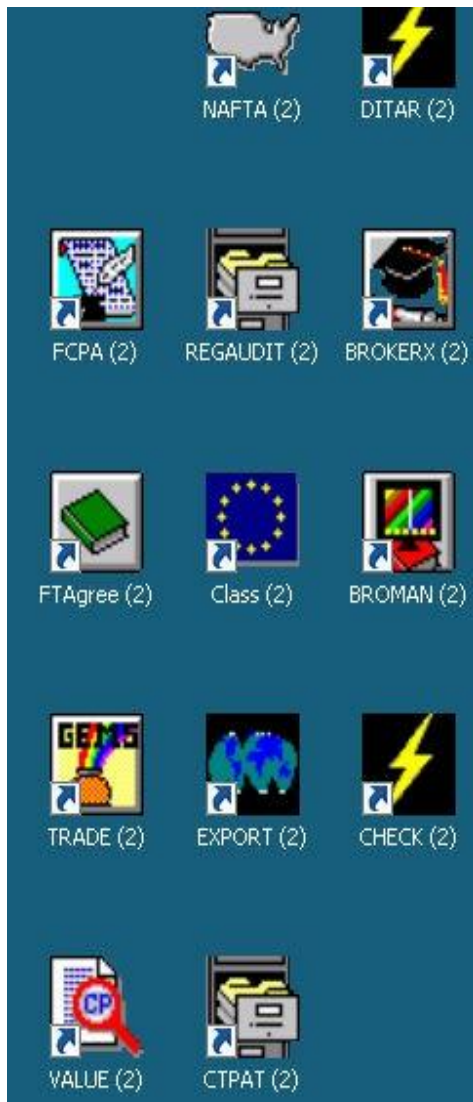 NAFTA (2)
DITAR (2)
FCPA (2)
REGAUDIT (2)
BROKERX (2)
FTAgree (2)
Class (2)
BROMAN (2)
GEMS
TRADE (2)
EXPORT (2)
CHECK (2)
CP
VALUE (2)
CTPAT (2)